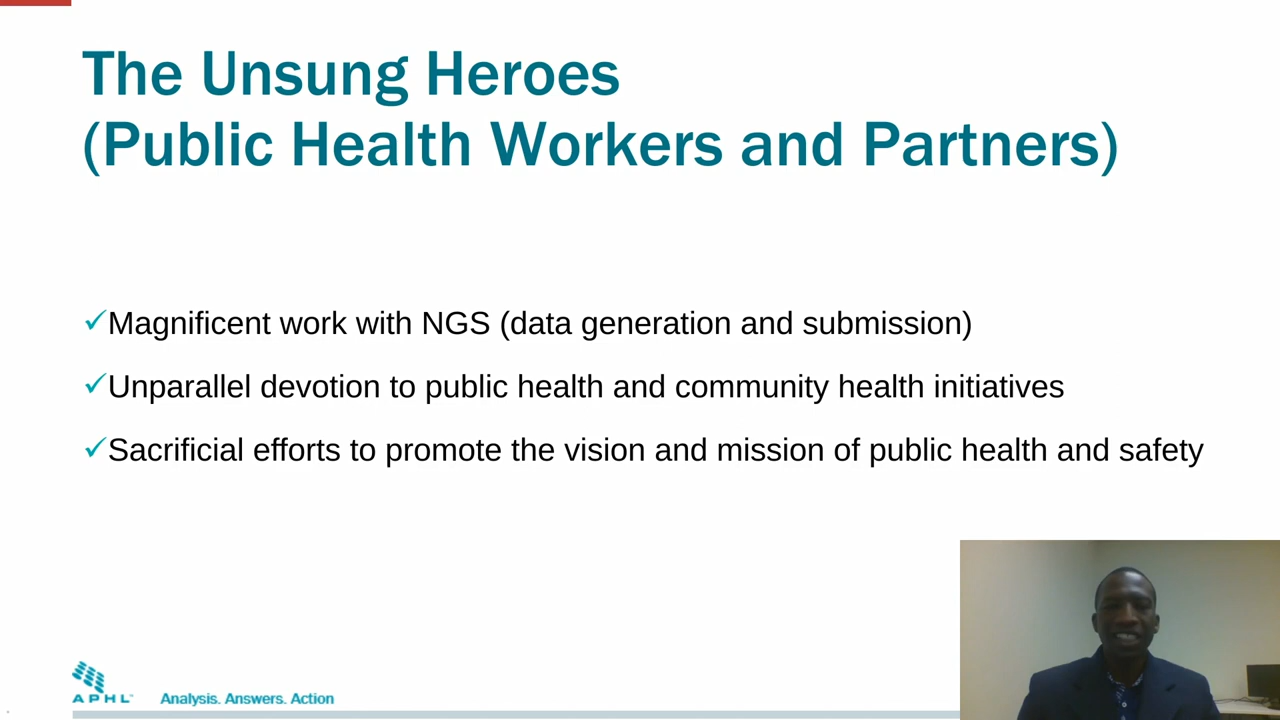 The Unsung Heroes
(Public Health Workers and Partners)
✓Magnificent work with NGS (data generation and submission)
✓Unparallel devotion to public health and community health initiatives
✓Sacrificial efforts to promote the vision and mission of public health and safety
APHL™
Analysis. Answers. Action